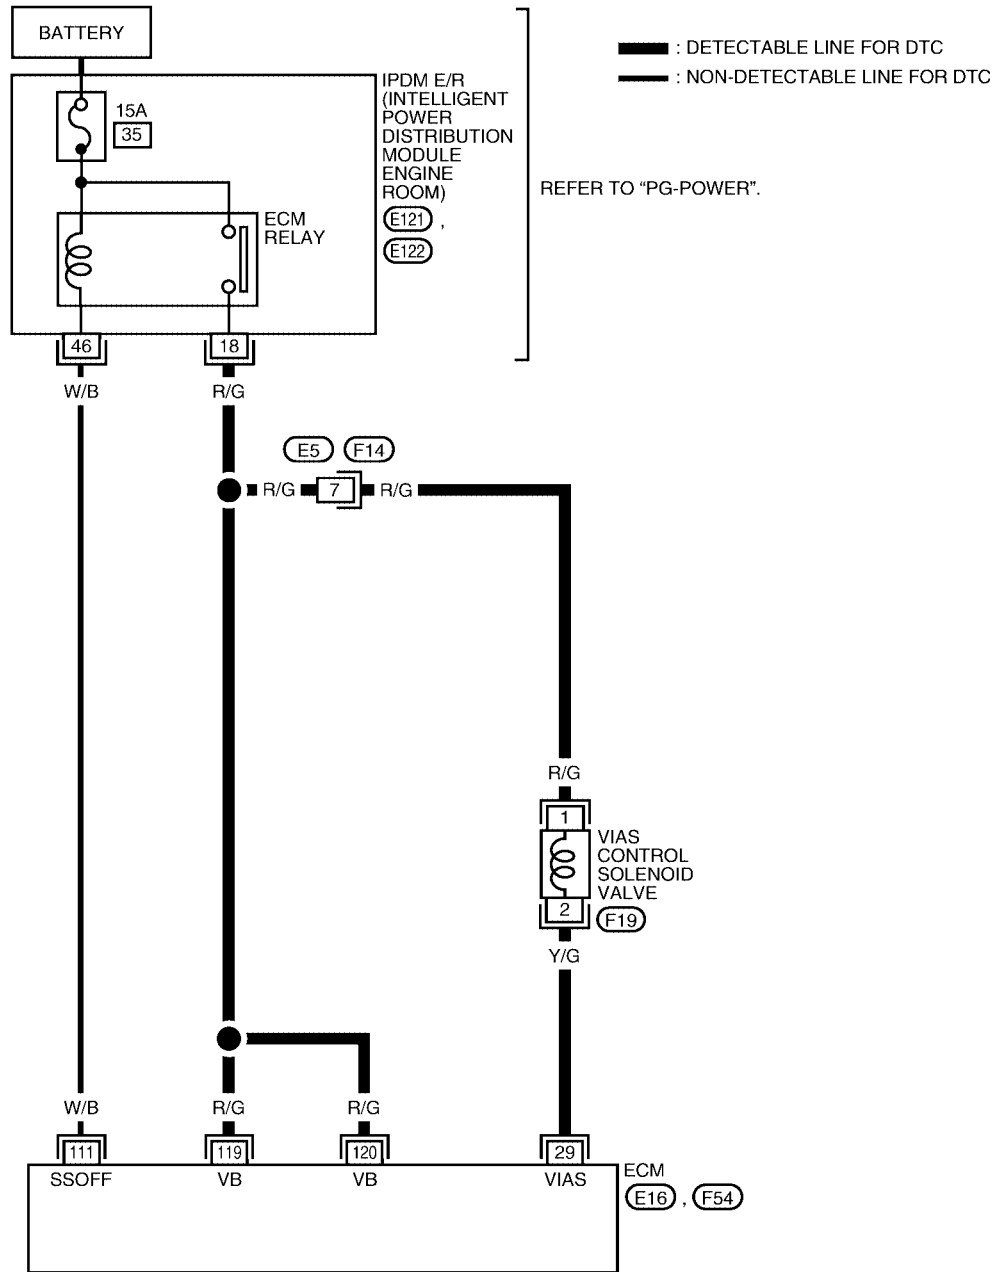 BATTERY
: DETECTABLE LINE FOR DTC
: NON-DETECTABLE LINE FOR DTC
15A
35
IPDM E/R
(INTELLIGENT
POWER
DISTRIBUTION
MODULE
ENGINE
ROOM)
E121 ,
E122
REFER TO “PG-POWER”.
ECM
RELAY
46
18
W/B
R/G
E5
F14
R/G
7
R/G
R/G
1
VIAS
CONTROL
SOLENOID
VALVE
2
F19
Y/G
W/B
R/G
R/G
111
119
120
29
SSOFF
VB
VB
VIAS
ECM
E16 , F54